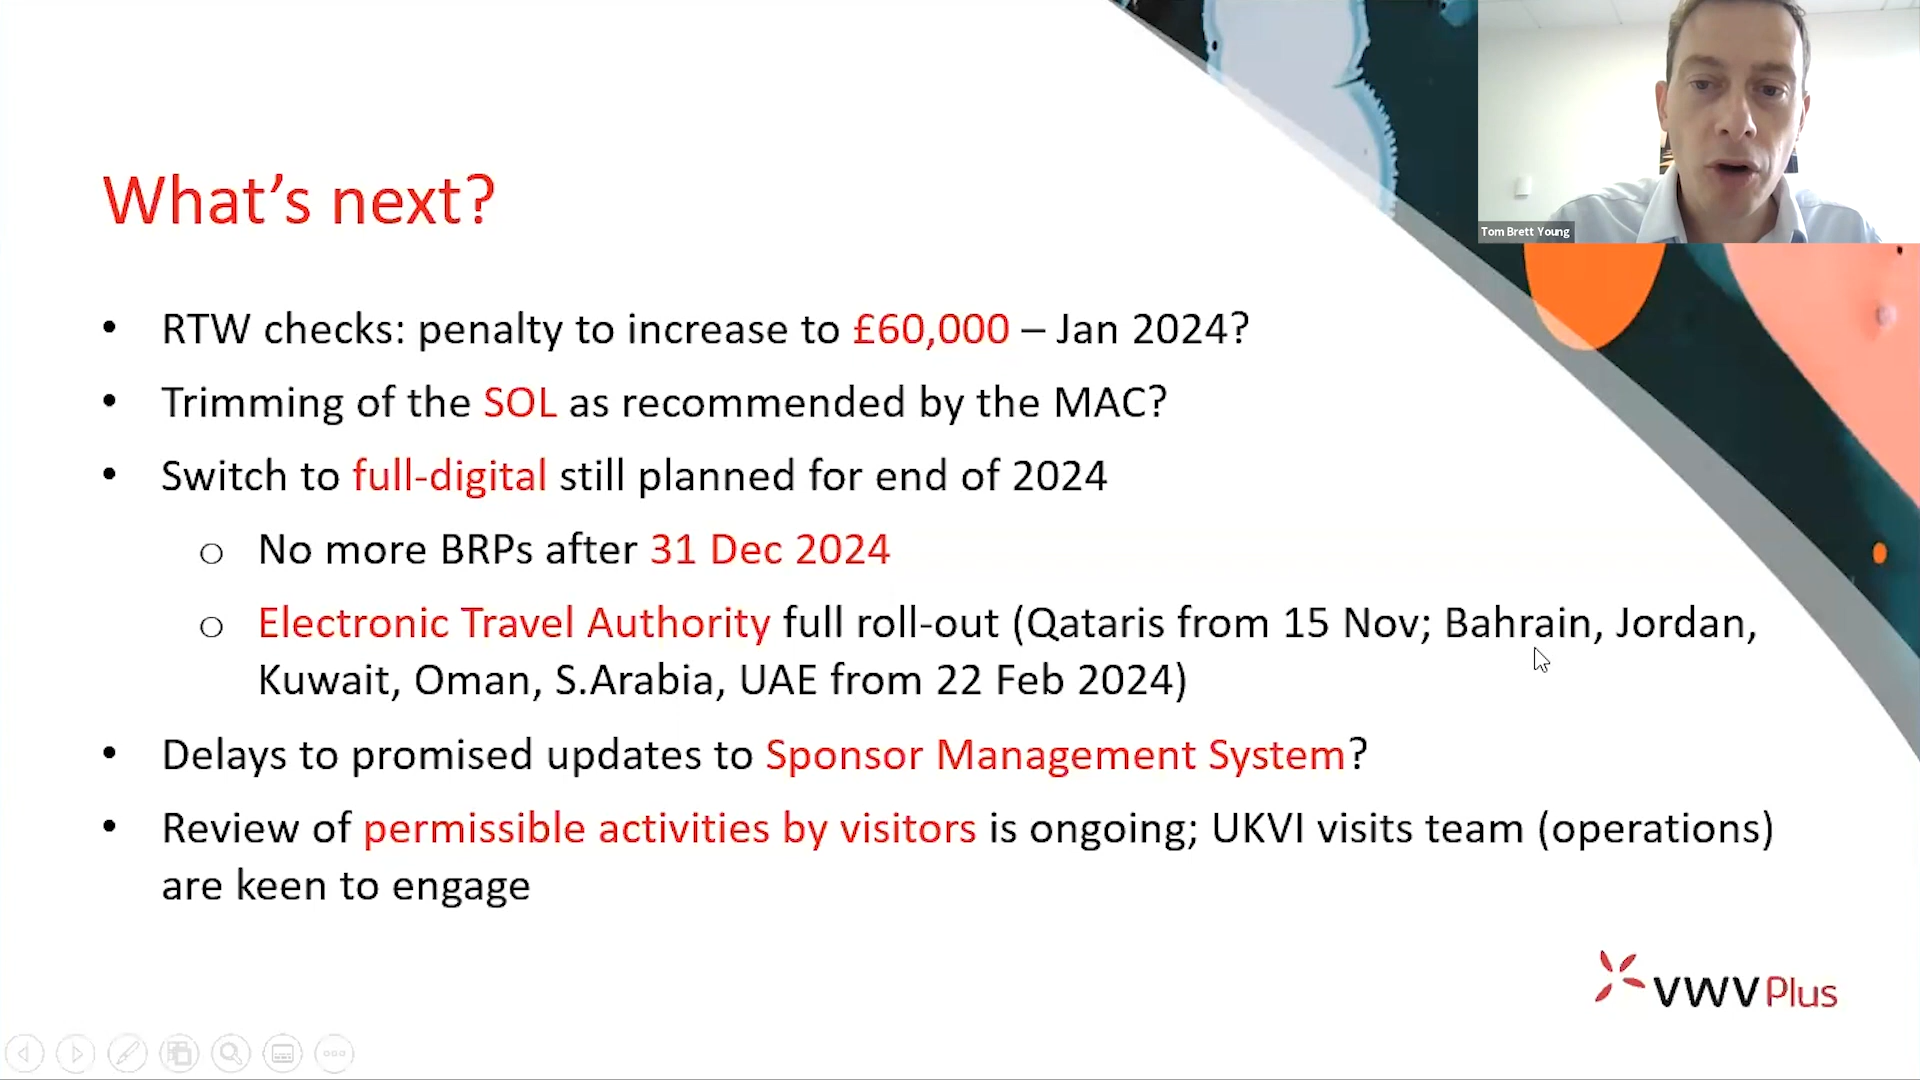 What’s next?
Tom Brett Young
• RTW checks: penalty to increase to £60,000 – Jan 2024?
• Trimming of the SOL as recommended by the MAC?
• Switch to full-digital still planned for end of 2024
o No more BRPs after 31 Dec 2024
o Electronic Travel Authority full roll-out (Qataris from 15 Nov; Bahrain, Jordan,
Kuwait, Oman, S.Arabia, UAE from 22 Feb 2024)
• Delays to promised updates to Sponsor Management System?
• Review of permissible activities by visitors is ongoing; UKVI visits team (operations)
are keen to engage
VWV Plus